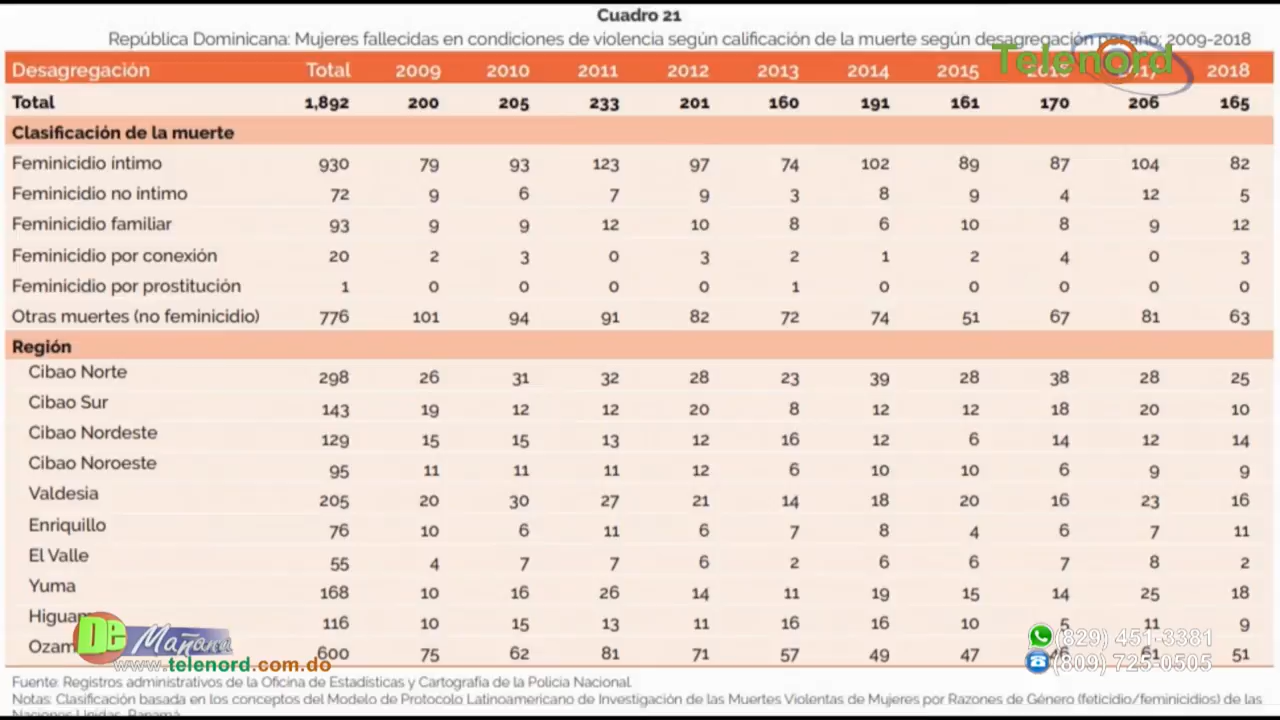 Cuadro 21
República Dominicana: Mujeres fallecidas en condiciones de violencia según calificación de la muerte según desagregación por año: 2009-2018
Telenord
Desagregación Total 2009 2010 2011 2012 2013 2014 2015 2016 2017 2018
Total 1,892 200 205 233 201 160 191 161 170 206 165
Clasificación de la muerte
Feminicidio íntimo 930 79 93 123 97 74 102 89 87 104 82
Feminicidio no íntimo 72 9 6 7 9 3 8 9 4 12 5
Feminicidio familiar 93 9 9 12 10 8 6 10 8 9 12
Feminicidio por conexión 20 2 3 0 3 2 1 2 4 0 3
Feminicidio por prostitución 1 0 0 0 0 1 0 0 0 0 0
Otras muertes (no feminicidio) 776 101 94 91 82 72 74 51 67 81 63
Región
Cibao Norte 298 26 31 32 28 23 39 28 38 28 25
Cibao Sur 143 19 12 12 20 8 12 12 18 20 10
Cibao Nordeste 129 15 15 13 12 16 12 6 14 12 14
Cibao Noroeste 95 11 11 11 12 6 10 10 6 9 9
Valdesia 205 20 30 27 21 14 18 20 16 23 16
Enriquillo 76 10 6 11 6 7 8 4 6 7 11
El Valle 55 4 7 7 6 2 6 6 7 8 2
Yuma 168 10 16 26 14 11 19 15 14 25 18
116 10 15 13 11 16 16 10 5 11 9
600 75 62 81 71 57 49 47 46 61 51
De Mañana
www.telenord.com.do
(829) 451-3381
(809) 725-0505
Fuente: Registros administrativos de la Oficina de Estadísticas y Cartografía de la Policía Nacional
Notas: Clasificación basada en los conceptos del Modelo de Protocolo Latinoamericano de Investigación de las Muertes Violentas de Mujeres por Razones de Género (feticidio/feminicidios) de las
Naciones Unidas, Panamá